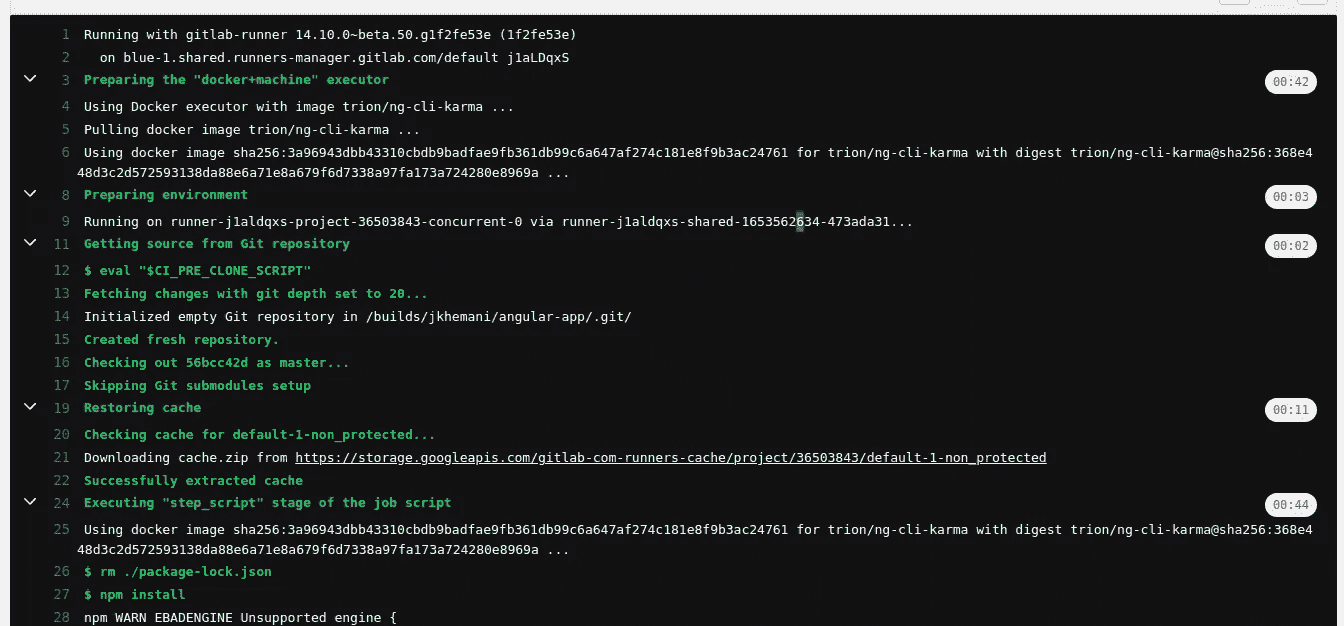 1 Running with gitlab-runner 14.10.0~beta.50.g1f2fe53e (1f2fe53e)
2 on blue-1.shared.runners-manager.gitlab.com/default j1aLDqxS
3 Preparing the "docker+machine" executor 00:42
4 Using Docker executor with image trion/ng-cli-karma ...
5 Pulling docker image trion/ng-cli-karma ...
6 Using docker image sha256:3a96943dbb43310cbdb9badfae9fb361db99c6a647af274c181e8f9b3ac24761 for trion/ng-cli-karma with digest trion/ng-cli-karma@sha256:368e4
48d3c2d572593138da88e6a71e8a679f6d7338a97fa173a724280e8969a ...
8 Preparing environment 00:03
9 Running on runner-j1aldqxs-project-36503843-concurrent-0 via runner-j1aldqxs-shared-1653562634-473ada31...
11 Getting source from Git repository 00:02
12 $ eval "$CI_PRE_CLONE_SCRIPT"
13 Fetching changes with git depth set to 20...
14 Initialized empty Git repository in /builds/jkhemani/angular-app/.git/
15 Created fresh repository.
16 Checking out 56bcc42d as master...
17 Skipping Git submodules setup
19 Restoring cache 00:11
20 Checking cache for default-1-non_protected...
21 Downloading cache.zip from https://storage.googleapis.com/gitlab-com-runners-cache/project/36503843/default-1-non_protected
22 Successfully extracted cache
24 Executing "step_script" stage of the job script 00:44
25 Using docker image sha256:3a96943dbb43310cbdb9badfae9fb361db99c6a647af274c181e8f9b3ac24761 for trion/ng-cli-karma with digest trion/ng-cli-karma@sha256:368e4
48d3c2d572593138da88e6a71e8a679f6d7338a97fa173a724280e8969a ...
26 $ rm ./package-lock.json
27 $ npm install
28 npm WARN EBADENGINE Unsupported engine {